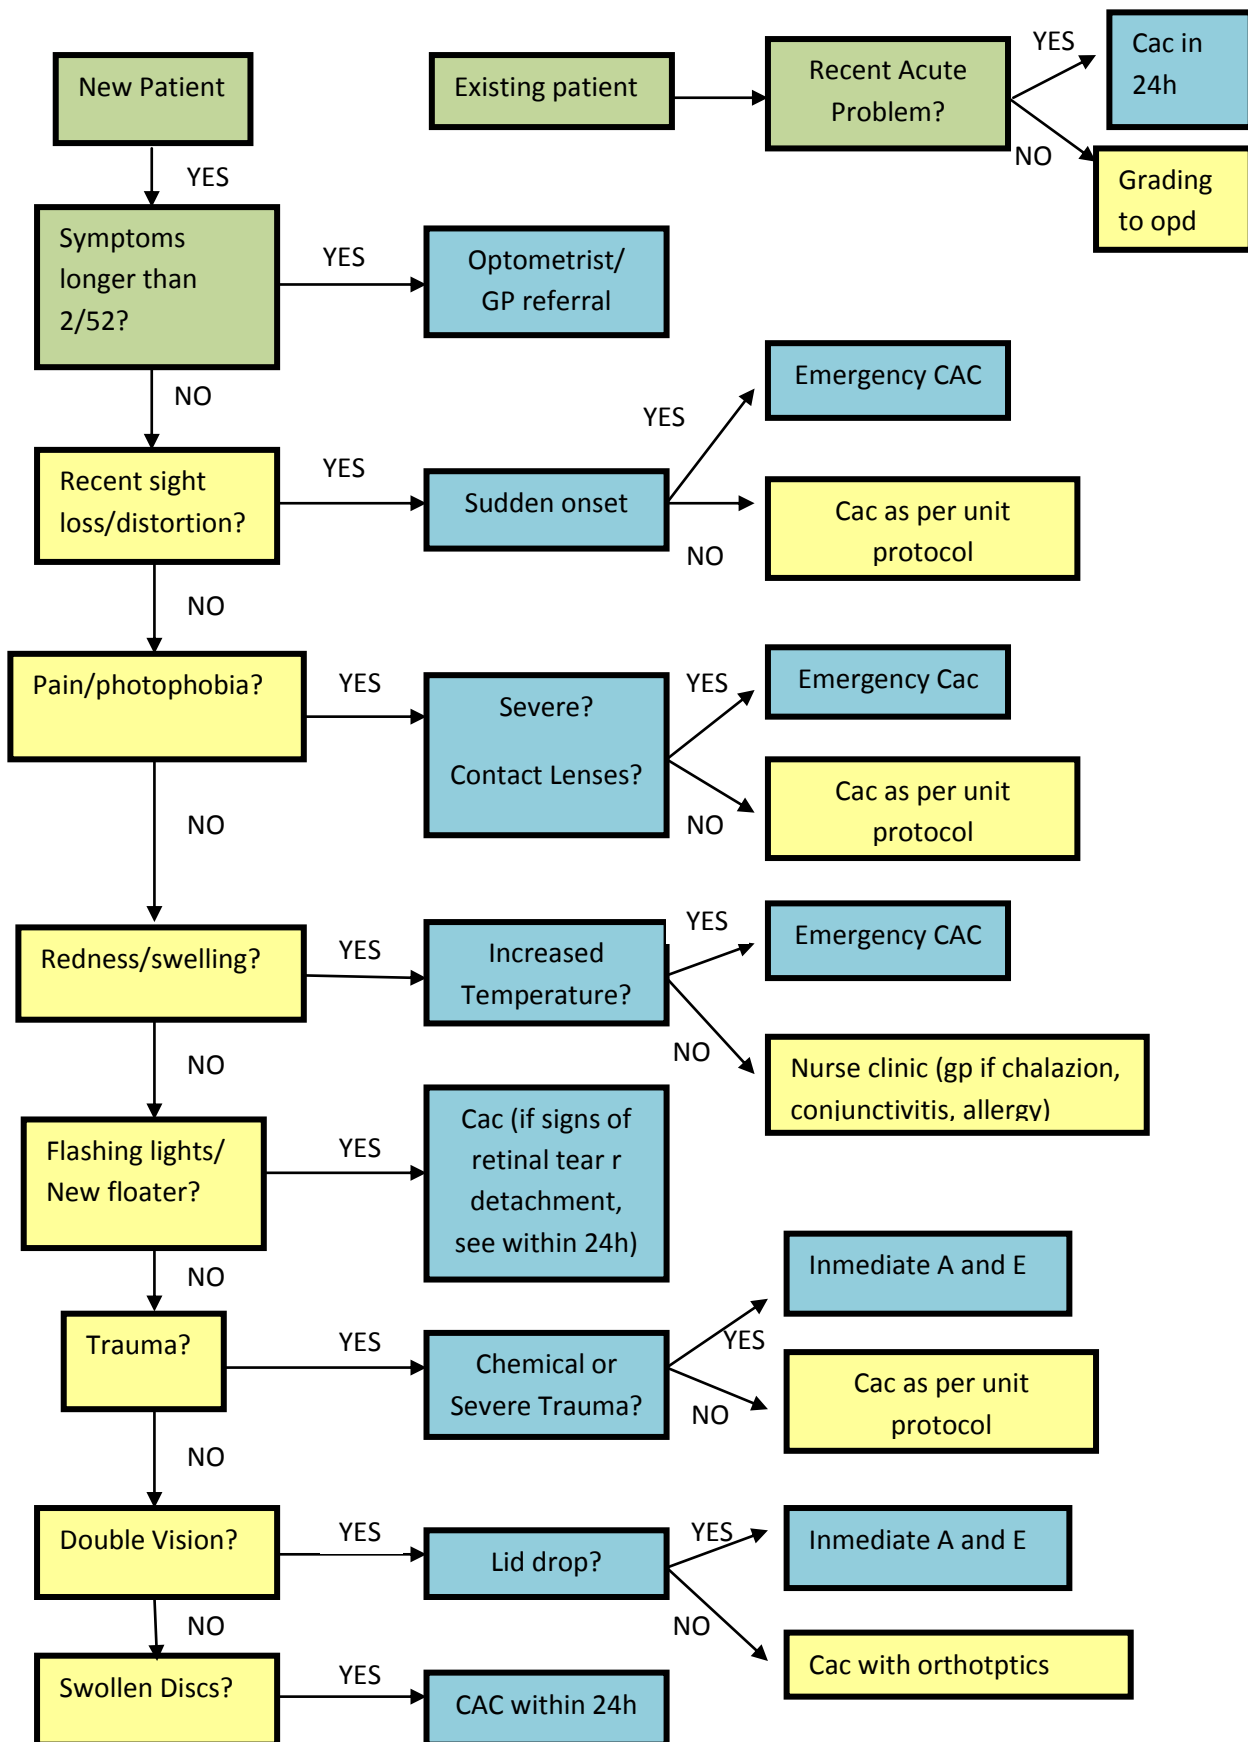 New Patient
Existing patient
Recent Acute
Problem?
YES
Cac in
24h
NO
Grading
to opd
YES
Symptoms
longer than
2/52?
YES
Optometrist/
GP referral
NO
Recent sight
loss/distortion?
YES
Sudden onset
YES
Emergency CAC
NO
Cac as per unit
protocol
NO
Pain/photophobia?
YES
Severe?
Contact Lenses?
YES
Emergency Cac
NO
Cac as per unit
protocol
NO
Redness/swelling?
YES
Increased
Temperature?
YES
Emergency CAC
NO
Nurse clinic (gp if chalazion,
conjunctivitis, allergy)
NO
Flashing lights/
New floater?
YES
Cac (if signs of
retinal tear r
detachment,
see within 24h)
NO
Trauma?
YES
Chemical or
Severe Trauma?
YES
Inmediate A and E
NO
Cac as per unit
protocol
NO
Double Vision?
YES
Lid drop?
YES
Inmediate A and E
NO
Cac with orthotptics
NO
Swollen Discs?
YES
CAC within 24h